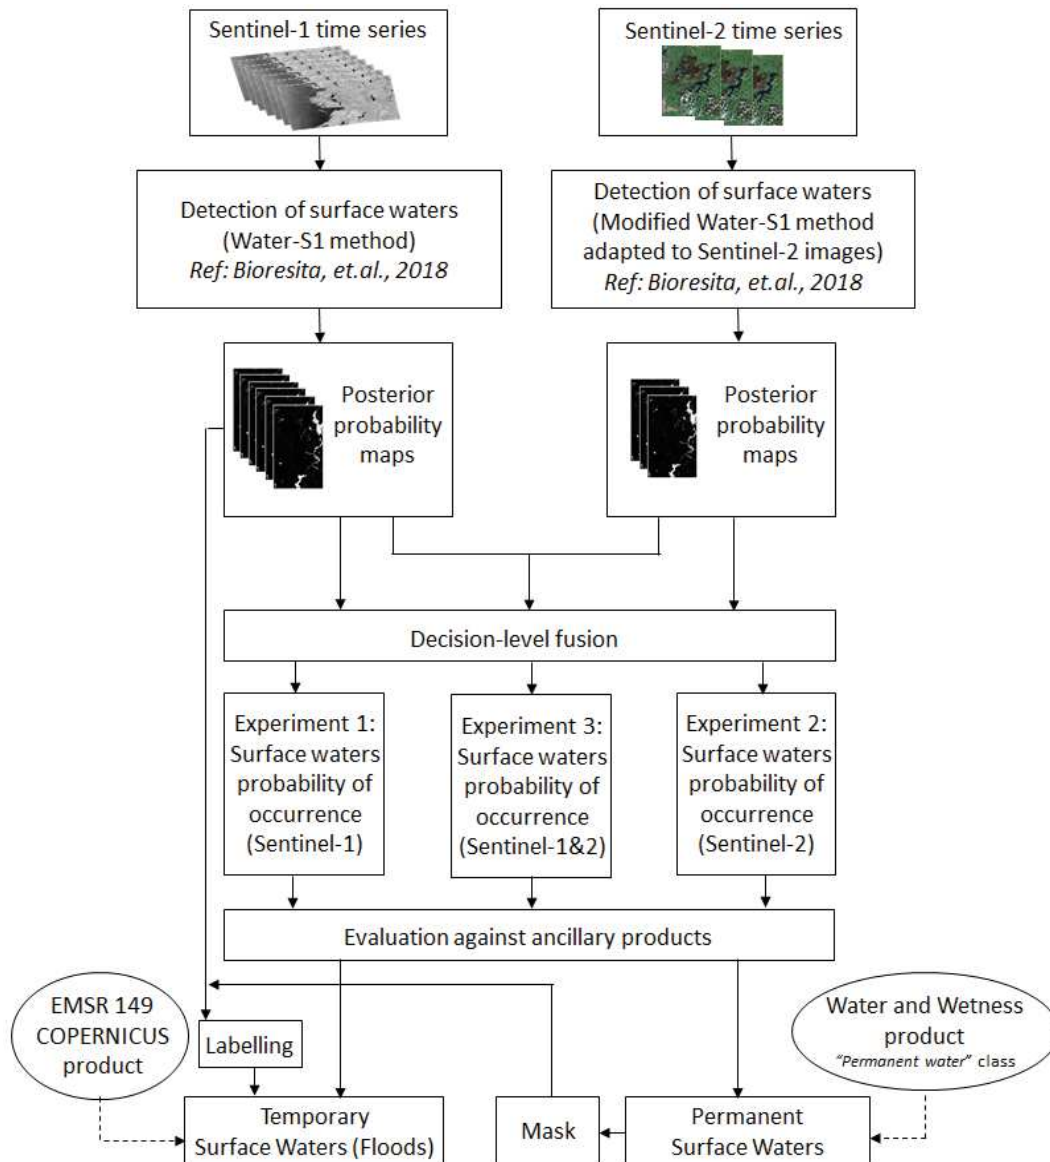 Sentinel-1 time series
Sentinel-2 time series
Detection of surface waters
(Water-S1 method)
Ref: Bioresita, et.al., 2018
Detection of surface waters
(Modified Water-S1 method
adapted to Sentinel-2 images)
Ref: Bioresita, et.al., 2018
Posterior
probability
maps
Posterior
probability
maps
Decision-level fusion
Experiment 1:
Surface waters
probability of
occurrence
(Sentinel-1)
Experiment 3:
Surface waters
probability of
occurrence
(Sentinel-1&2)
Experiment 2:
Surface waters
probability of
occurrence
(Sentinel-2)
Evaluation against ancillary products
EMSR 149
COPERNICUS
product
Labelling
Water and Wetness
product
"Permanent water" class
Temporary
Surface Waters (Floods)
Mask
Permanent
Surface Waters